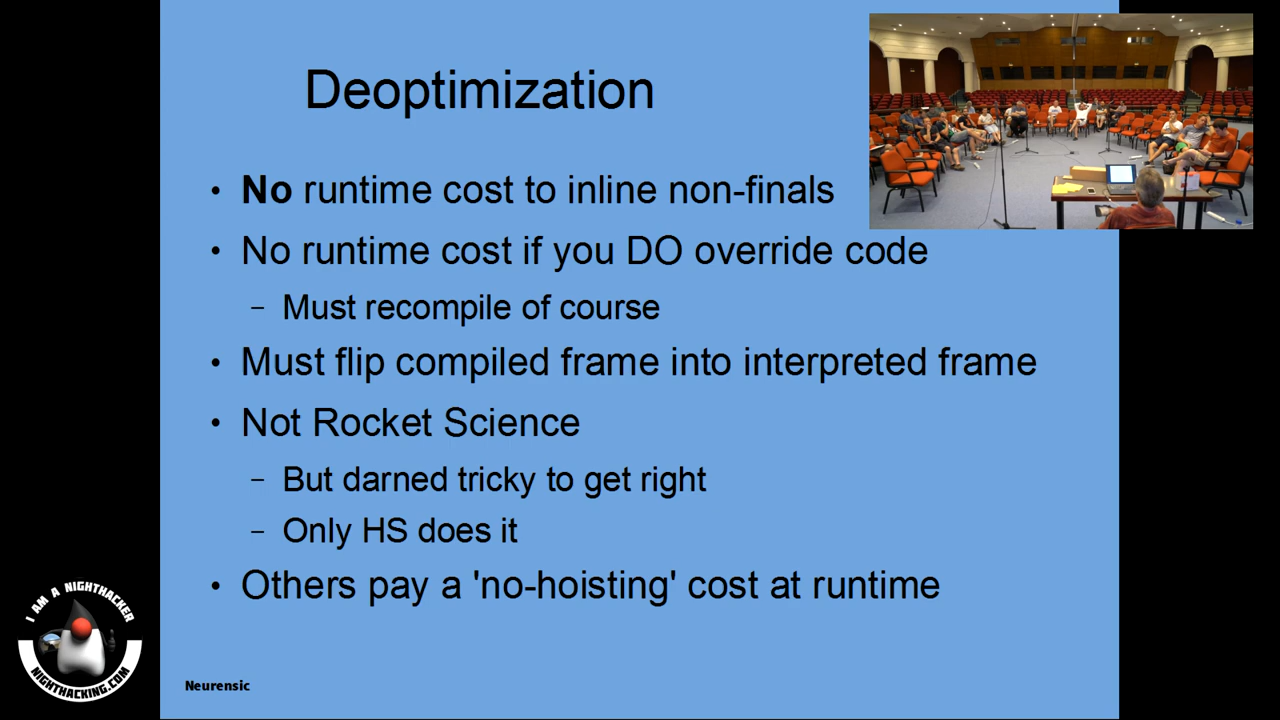 Deoptimization
• No runtime cost to inline non-finals
• No runtime cost if you DO override code
– Must recompile of course
• Must flip compiled frame into interpreted frame
• Not Rocket Science
– But darned tricky to get right
– Only HS does it
• Others pay a 'no-hoisting' cost at runtime
I AM A NIGHTHACKER
NIGHTHACKING.COM
Neurensic